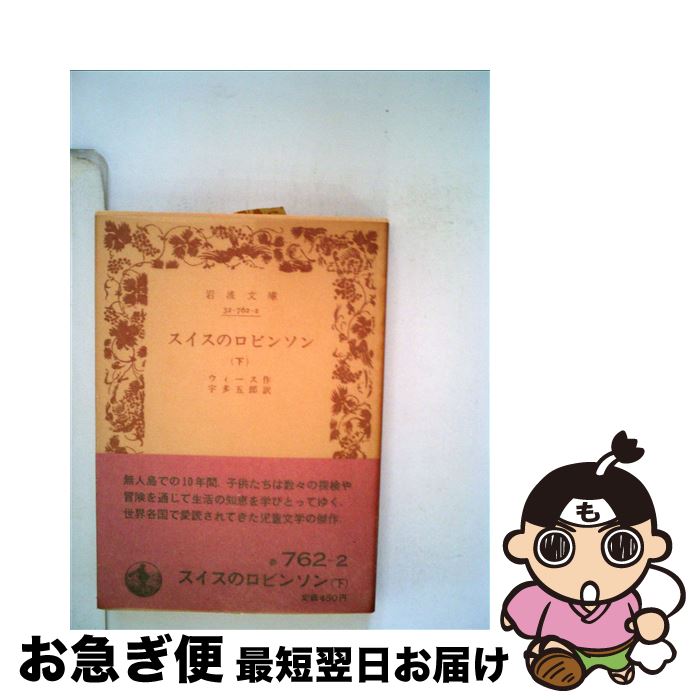 岩波文庫
32-762-2
スイスのロビンソン
(下)
ウィース作
宇多五郎訳
無人島での10年間、子供たちは数々の探検や
冒険を通じて生活の知恵を学びとってゆく。
世界各国で愛読されてきた児童文学の傑作。
赤 762-2
スイスのロビンソン(下)
定価450円
も
お急ぎ便 最短翌日お届け